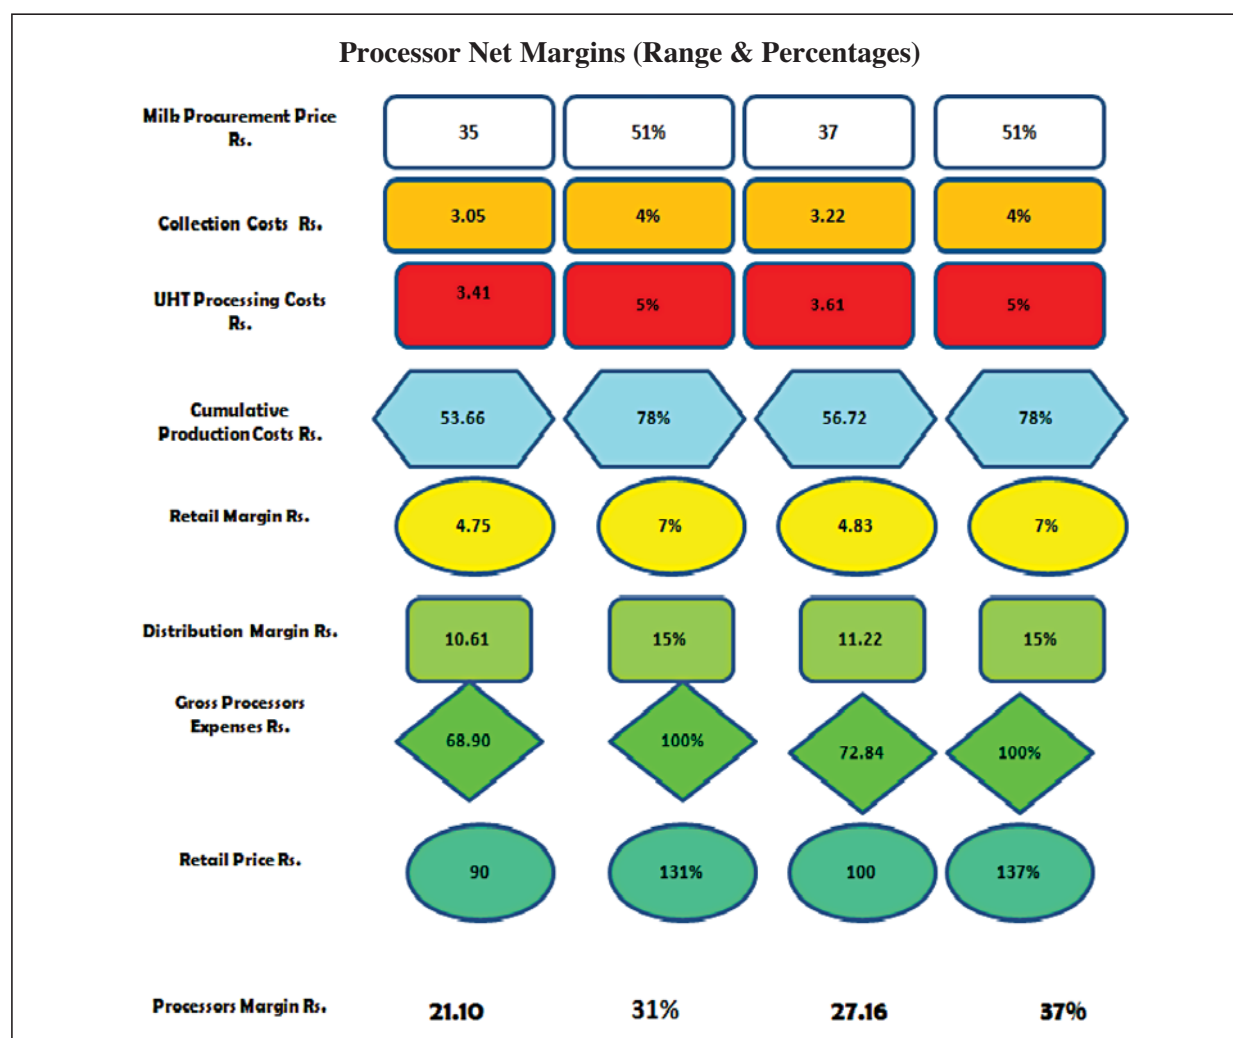 Processor Net Margins (Range & Percentages)
Milk Procurement Price
Rs.
35 51% 37 51%
Collection Costs Rs.
3.05 4% 3.22 4%
UHT Processing Costs
Rs.
3.41 5% 3.61 5%
Cumulative
Production Costs Rs.
53.66 78% 56.72 78%
Retail Margin Rs.
4.75 7% 4.83 7%
Distribution Margin Rs.
10.61 15% 11.22 15%
Gross Processors
Expenses Rs.
68.90 100% 72.84 100%
Retail Price Rs.
90 131% 100 137%
Processors Margin Rs. 21.10 31% 27.16 37%